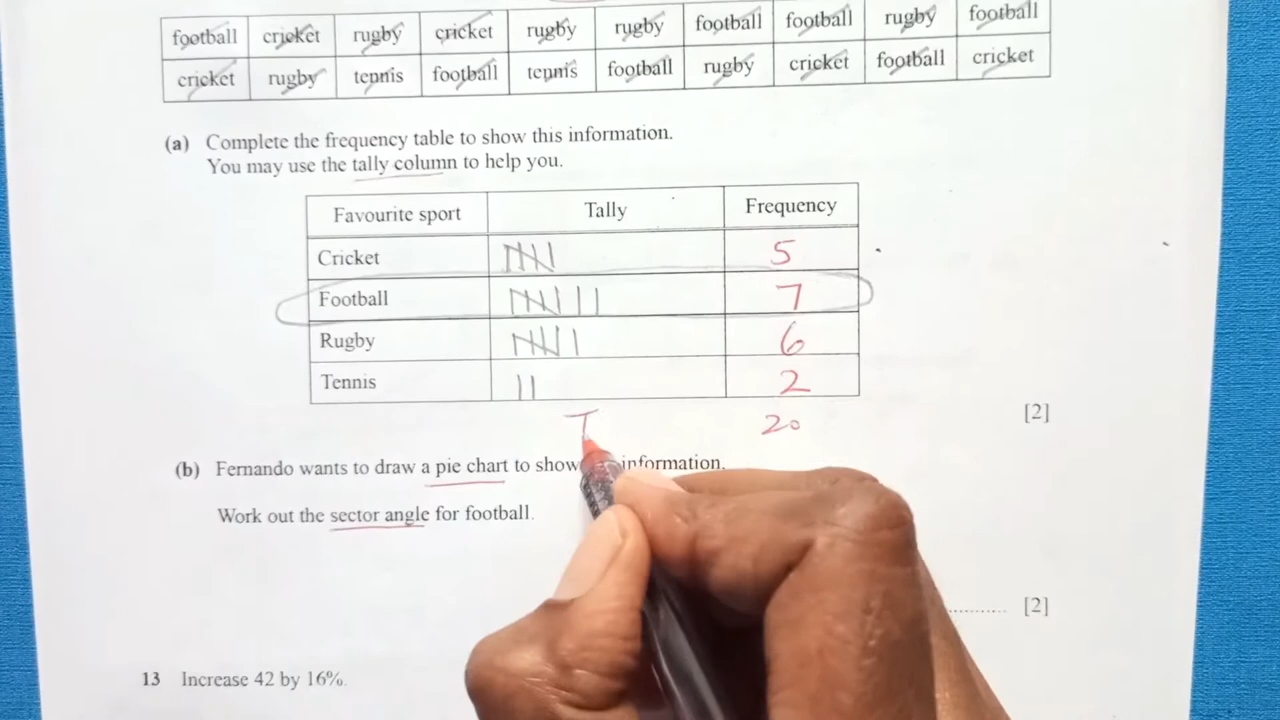 football cricket rugby cricket rugby rugby football football rugby football
cricket rugby tennis football tennis football rugby cricket football cricket
(a) Complete the frequency table to show this information.
You may use the tally column to help you.
Favourite sport Tally Frequency
Cricket 5
Football 7
Rugby 6
Tennis 2
[2]
T 20
(b) Fernando wants to draw a pie chart to show information.
Work out the sector angle for football.
.............. [2]
13 Increase 42 by 16%.